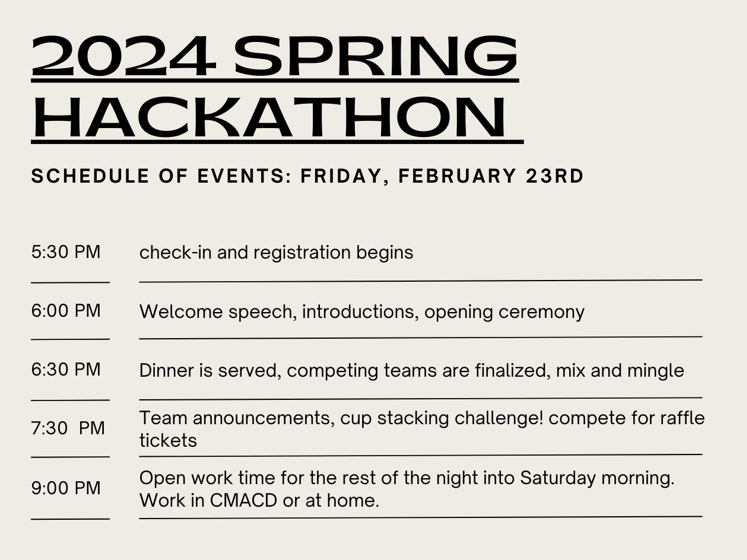 2024 SPRING
HACKATHON
SCHEDULE OF EVENTS: FRIDAY, FEBRUARY 23RD
5:30 PM check-in and registration begins
6:00 PM Welcome speech, introductions, opening ceremony
6:30 PM Dinner is served, competing teams are finalized, mix and mingle
7:30 PM Team announcements, cup stacking challenge! compete for raffle
tickets
9:00 PM Open work time for the rest of the night into Saturday morning.
Work in CMACD or at home.